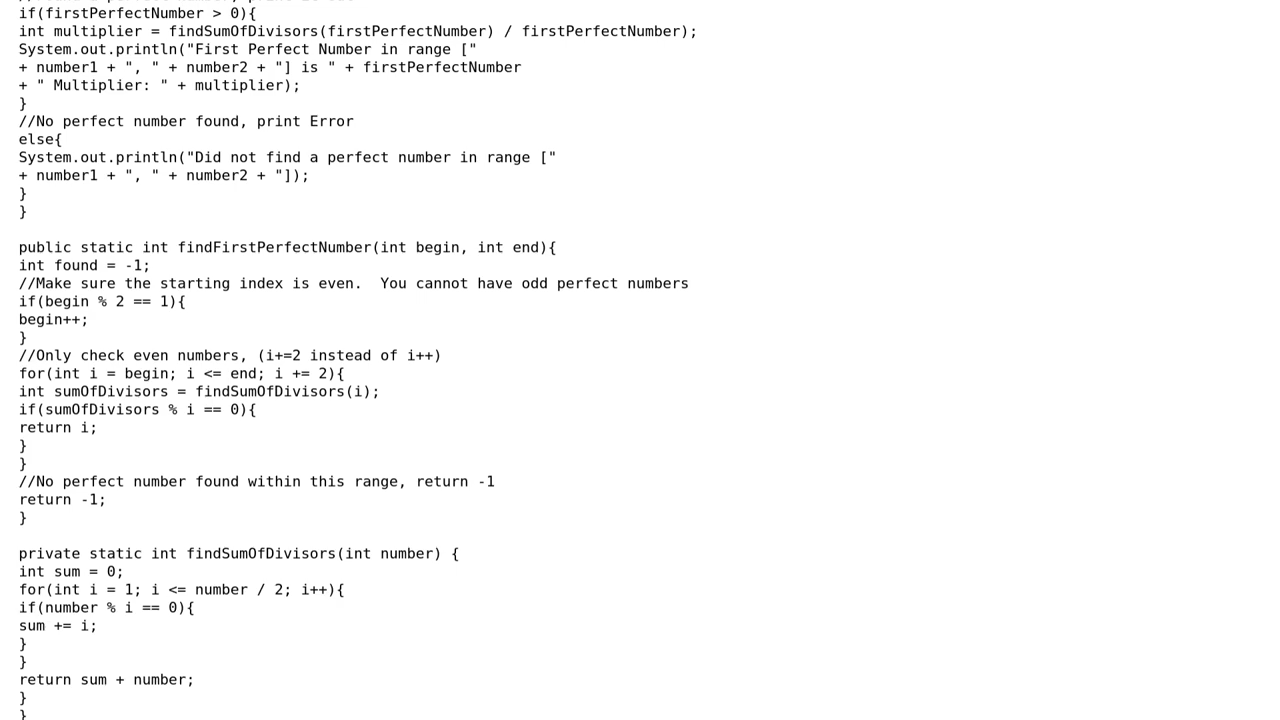 if(firstPerfectNumber > 0){
int multiplier = findSumOfDivisors(firstPerfectNumber) / firstPerfectNumber);
System.out.println("First Perfect Number in range ["
+ number1 + ", " + number2 + "] is " + firstPerfectNumber
+ " Multiplier: " + multiplier);
}
//No perfect number found, print Error
else{
System.out.println("Did not find a perfect number in range ["
+ number1 + ", " + number2 + "]);
}
}

public static int findFirstPerfectNumber(int begin, int end){
int found = -1;
//Make sure the starting index is even.  You cannot have odd perfect numbers
if(begin % 2 == 1){
begin++;
}
//Only check even numbers, (i+=2 instead of i++)
for(int i = begin; i <= end; i += 2){
int sumOfDivisors = findSumOfDivisors(i);
if(sumOfDivisors % i == 0){
return i;
}
}
//No perfect number found within this range, return -1
return -1;
}

private static int findSumOfDivisors(int number) {
int sum = 0;
for(int i = 1; i <= number / 2; i++){
if(number % i == 0){
sum += i;
}
}
return sum + number;
}
}